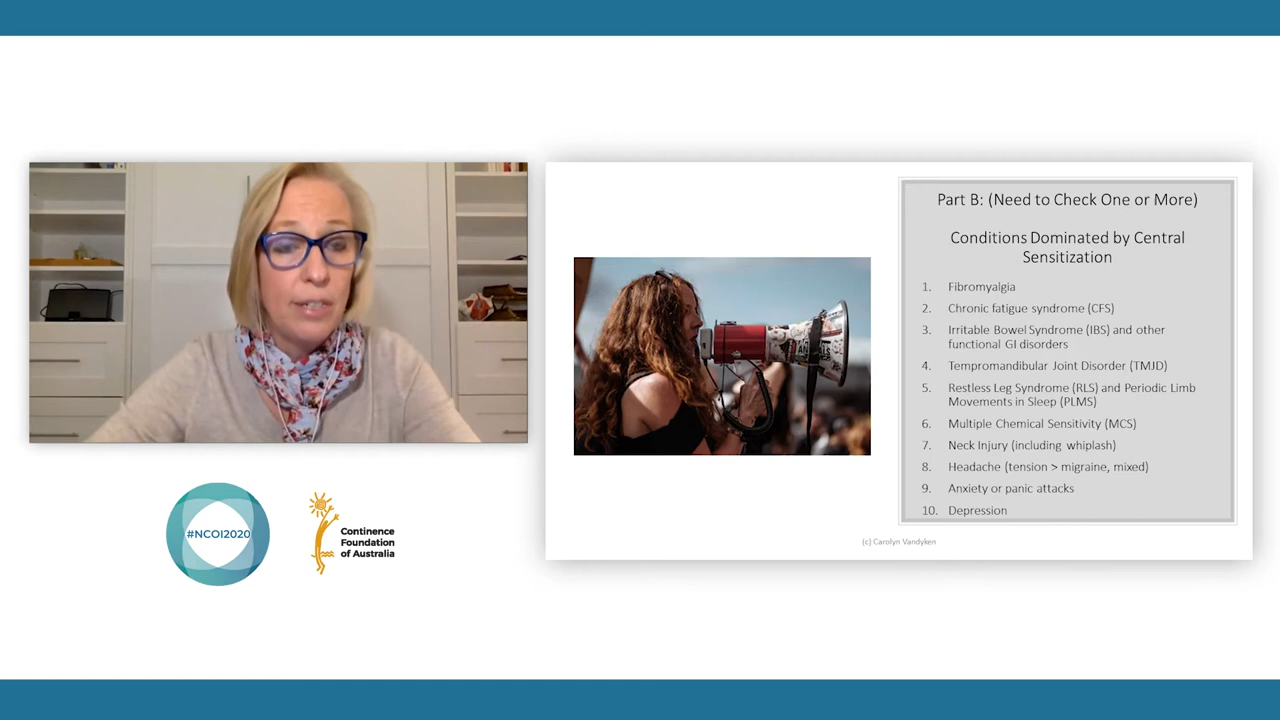 #NCOI2020
Continence
Foundation
of Australia
Part B: (Need to Check One or More)
Conditions Dominated by Central
Sensitization
1. Fibromyalgia
2. Chronic fatigue syndrome (CFS)
3. Irritable Bowel Syndrome (IBS) and other
functional GI disorders
4. Tempromandibular Joint Disorder (TMJD)
5. Restless Leg Syndrome (RLS) and Periodic Limb
Movements in Sleep (PLMS)
6. Multiple Chemical Sensitivity (MCS)
7. Neck Injury (including whiplash)
8. Headache (tension > migraine, mixed)
9. Anxiety or panic attacks
10. Depression
(c) Carolyn Vandyken